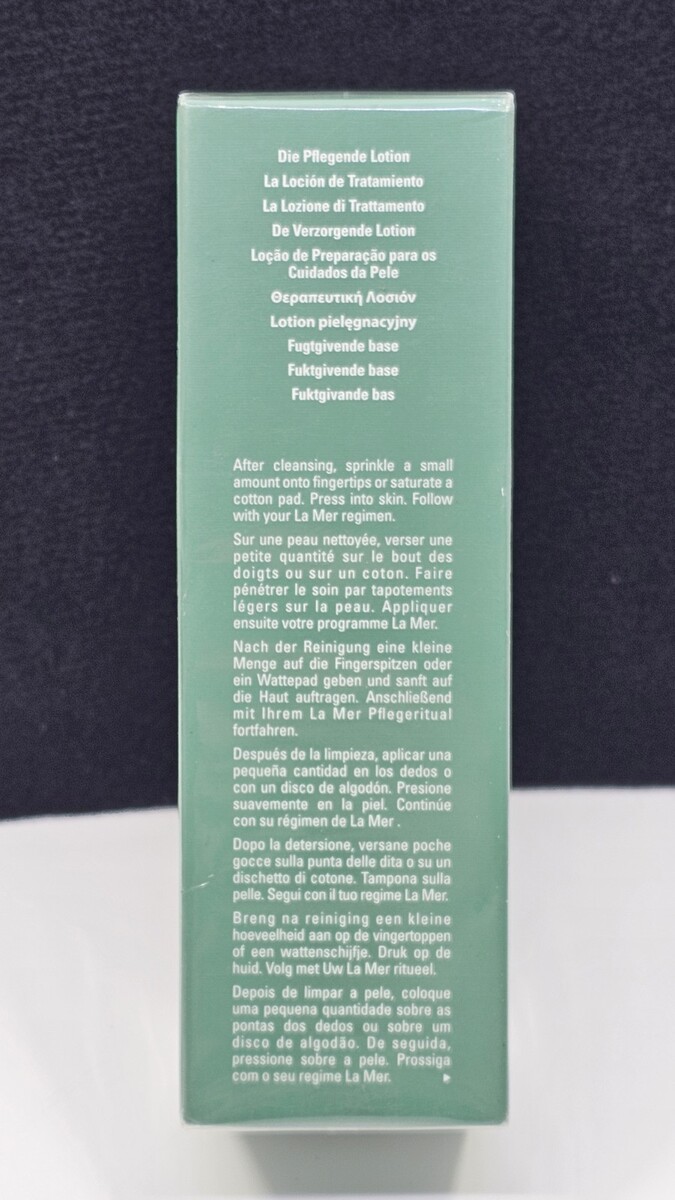 Die Pflegende Lotion
La Loción de Tratamiento
La Lozione di Trattamento
De Verzorgende Lotion
Loção de Preparação para os
Cuidados da Pele
Θεραπευτική Λοσιόν
Lotion pielęgnacyjny
Fugtgivende base
Fuktgivende base
Fuktgivande bas
After cleansing, sprinkle a small
amount onto fingertips or saturate a
cotton pad. Press into skin. Follow
with your La Mer regimen.
Sur une peau nettoyée, verser une
petite quantité sur le bout des
doigts ou sur un coton. Faire
pénétrer le soin par tapotements
légers sur la peau. Appliquer
ensuite votre programme La Mer.
Nach der Reinigung eine kleine
Menge auf die Fingerspitzen oder
ein Wattepad geben und sanft auf
die Haut auftragen. Anschließend
mit Ihrem La Mer Pflegeritual
fortfahren.
Después de la limpieza, aplicar una
pequeña cantidad en los dedos o
con un disco de algodón. Presione
suavemente en la piel. Continúe
con su régimen de La Mer .
Dopo la detersione, versane poche
gocce sulla punta delle dita o su un
dischetto di cotone. Tampona sulla
pelle. Segui con il tuo regime La Mer.
Breng na reiniging een kleine
hoeveelheid aan op de vingertoppen
of een wattenschijfje. Druk op de
huid. Volg met Uw La Mer ritueel.
Depois de limpar a pele, coloque
uma pequena quantidade sobre as
pontas dos dedos ou sobre um
disco de algodão. De seguida,
pressione sobre a pele. Prossiga
com o seu regime La Mer.